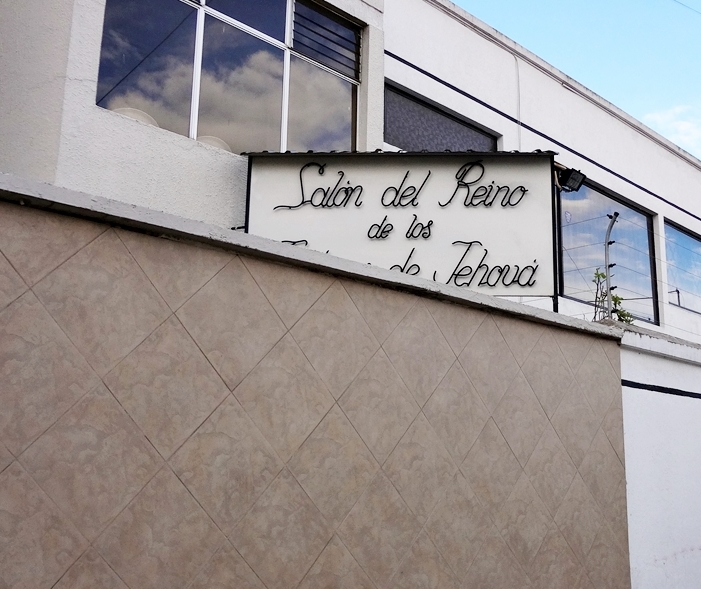 Salón del Reino
de los
de Jehová